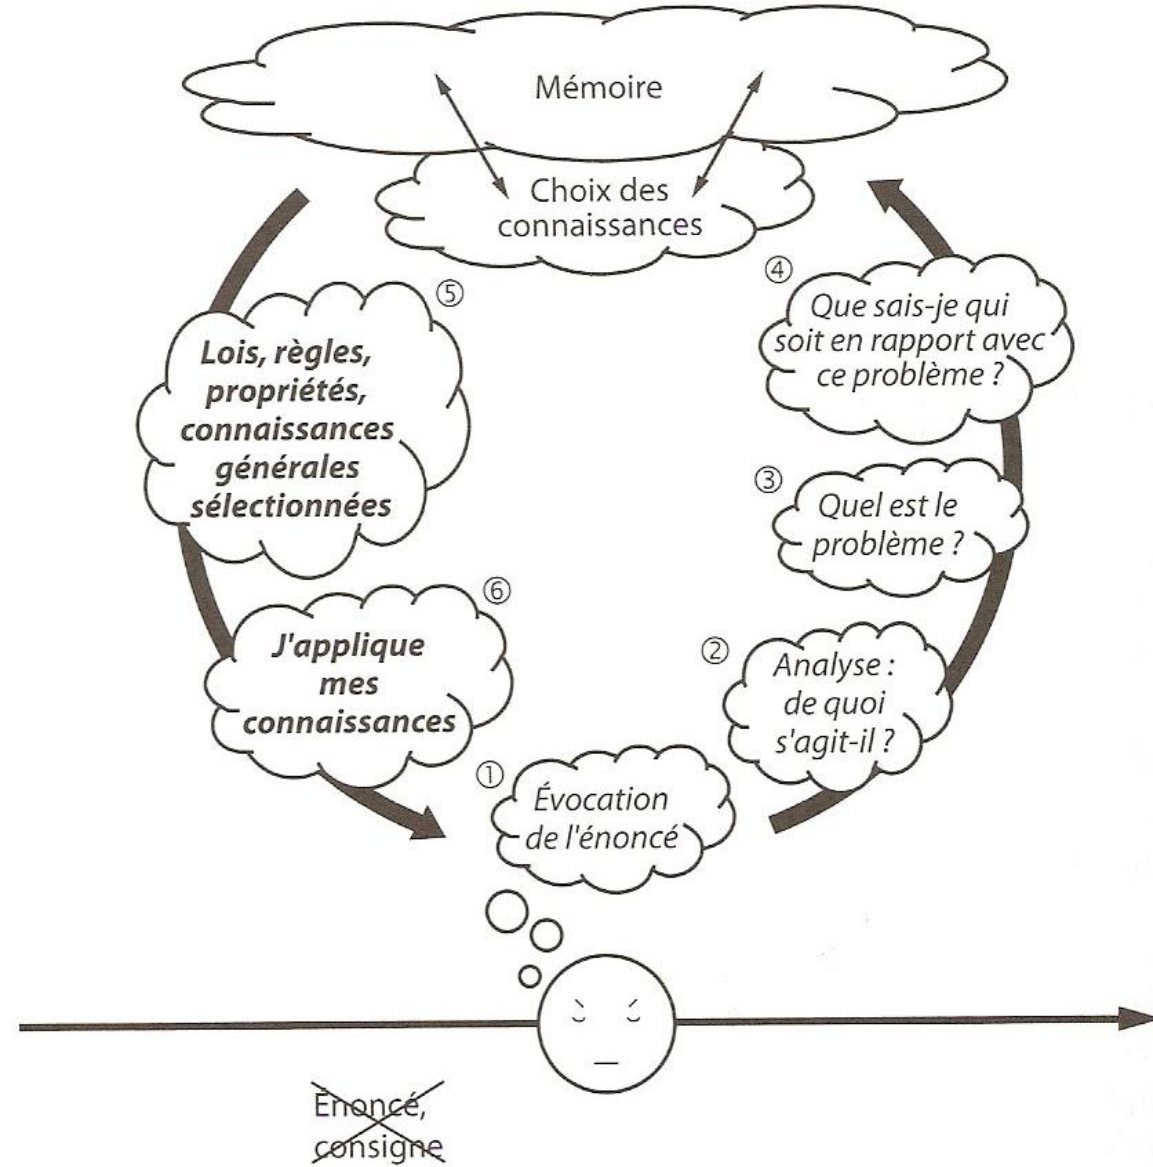 Mémoire
Choix des
connaissances
④
Que sais-je qui
soit en rapport avec
ce problème ?
⑤
Lois, règles,
propriétés,
connaissances
générales
sélectionnées
③
Quel est le
problème ?
⑥
J'applique
mes
connaissances
②
Analyse :
de quoi
s'agit-il ?
①
Évocation
de l'énoncé
Énoncé,
consigne